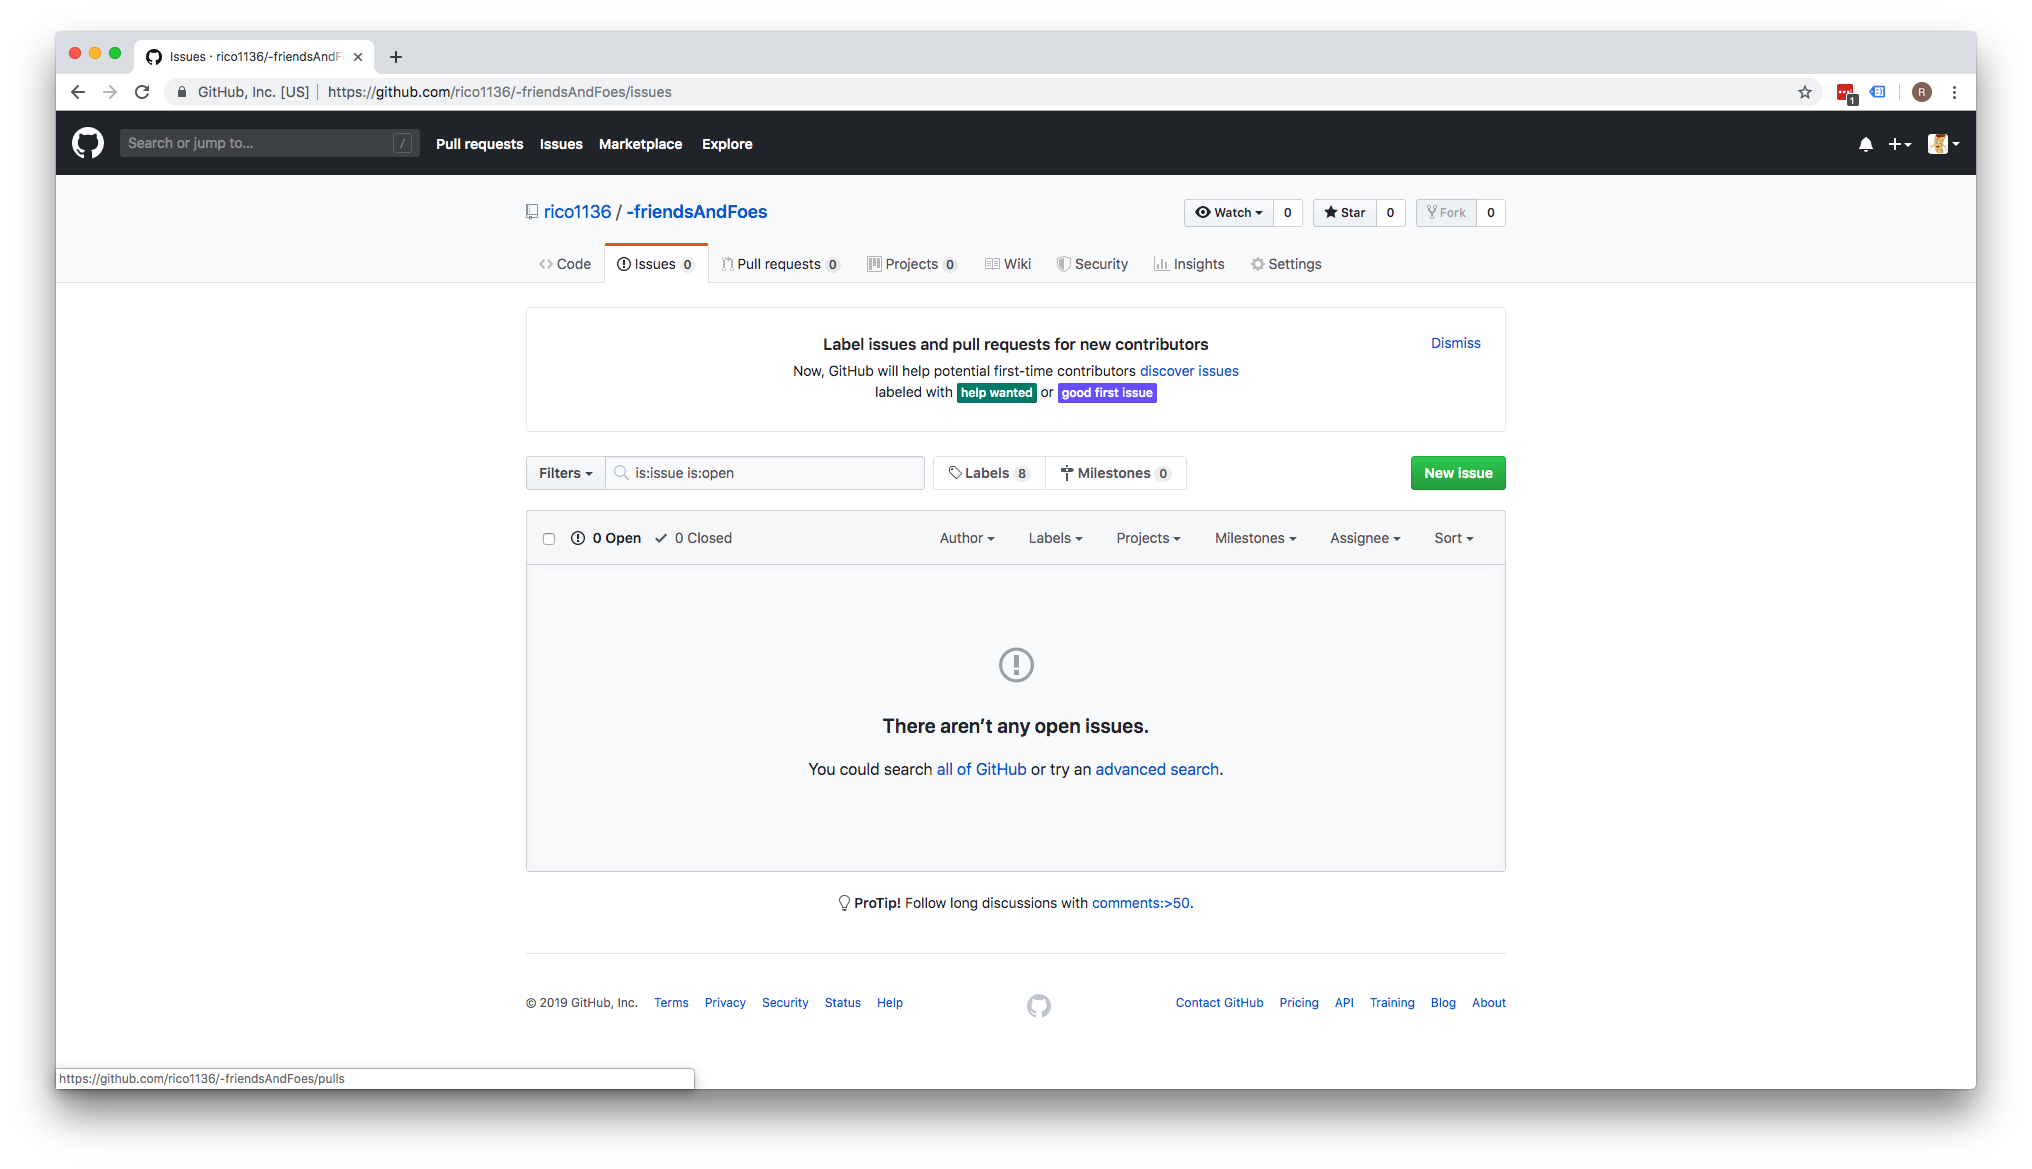 Issues · rico1136/-friendsAndF
GitHub, Inc. [US] | https://github.com/rico1136/-friendsAndFoes/issues
1
R
Search or jump to... /
Pull requests Issues Marketplace Explore
rico1136 / -friendsAndFoes
Watch 0 Star 0 Fork 0
Code Issues 0 Pull requests 0 Projects 0 Wiki Security Insights Settings
Label issues and pull requests for new contributors
Dismiss
Now, GitHub will help potential first-time contributors discover issues
labeled with help wanted or good first issue
Filters is:issue is:open Labels 8 Milestones 0 New issue
0 Open 0 Closed Author Labels Projects Milestones Assignee Sort
There aren’t any open issues.
You could search all of GitHub or try an advanced search.
ProTip! Follow long discussions with comments:>50.
© 2019 GitHub, Inc. Terms Privacy Security Status Help Contact GitHub Pricing API Training Blog About
https://github.com/rico1136/-friendsAndFoes/pulls